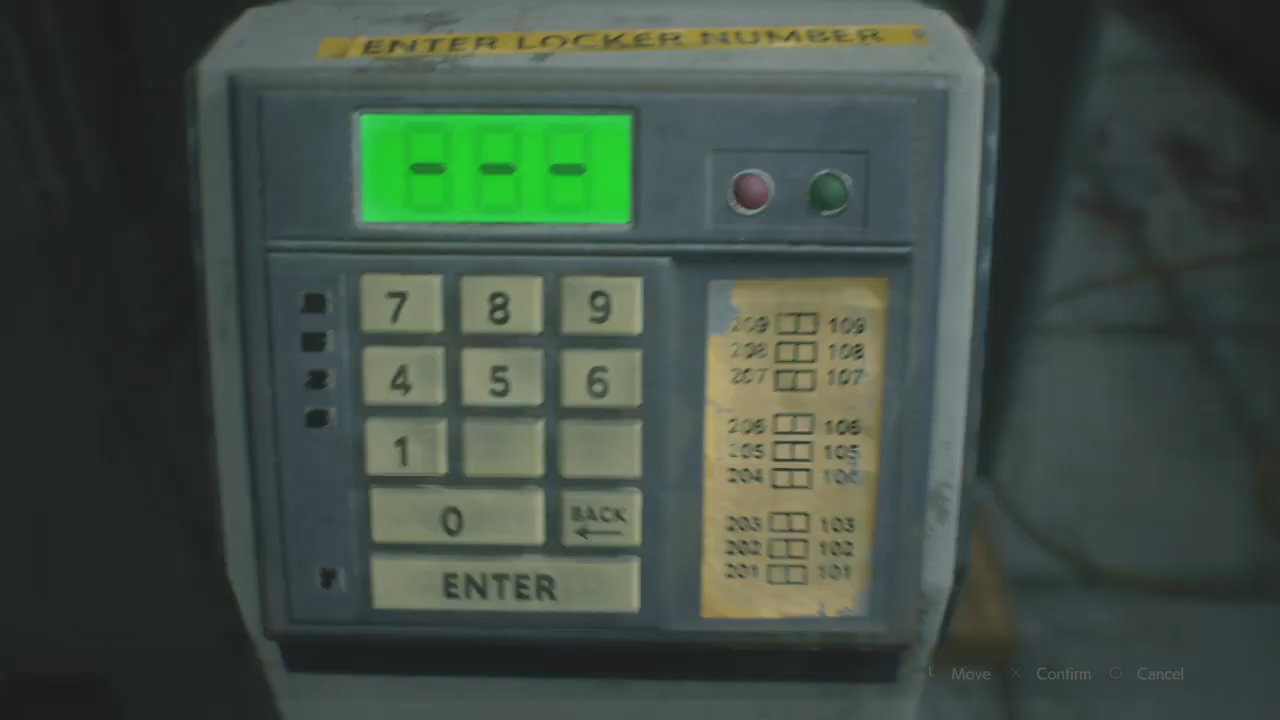 ENTER LOCKER NUMBER
- - -
7 8 9
4 5 6
1
0 BACK
ENTER
209 109
208 108
207 107
206 106
205 105
204 104
203 103
202 102
201 101
L Move × Confirm ○ Cancel